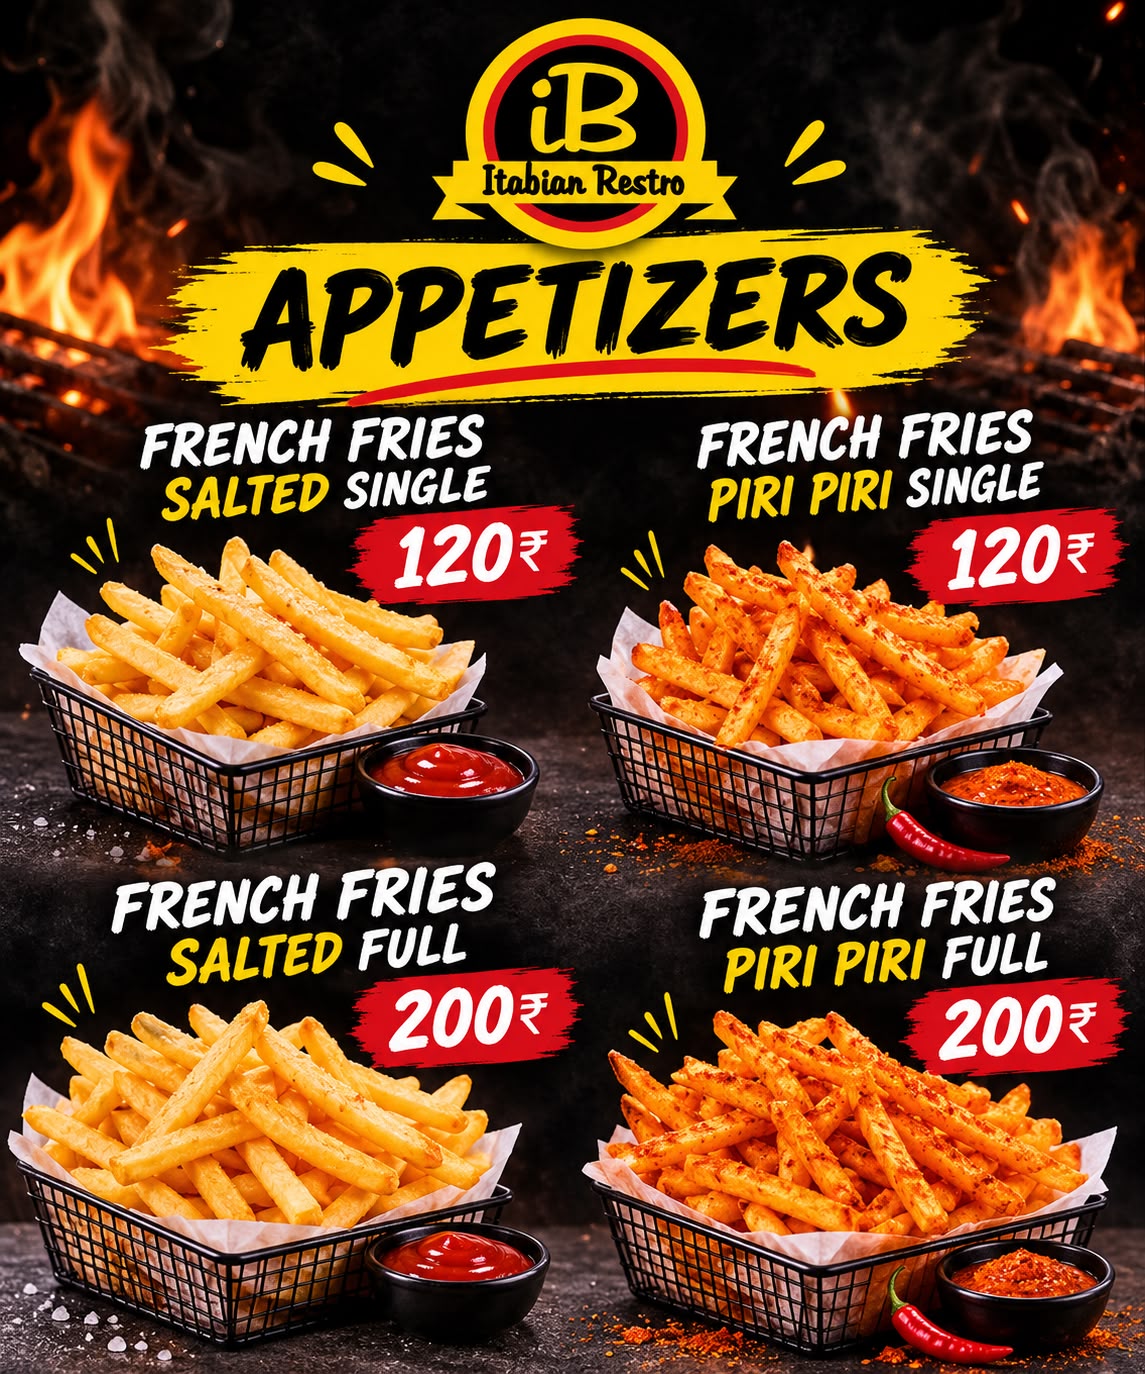 iB
Itabian Restro
APPETIZERS
FRENCH FRIES
SALTED SINGLE
120₹
FRENCH FRIES
PIRI PIRI SINGLE
120₹
FRENCH FRIES
SALTED FULL
200₹
FRENCH FRIES
PIRI PIRI FULL
200₹